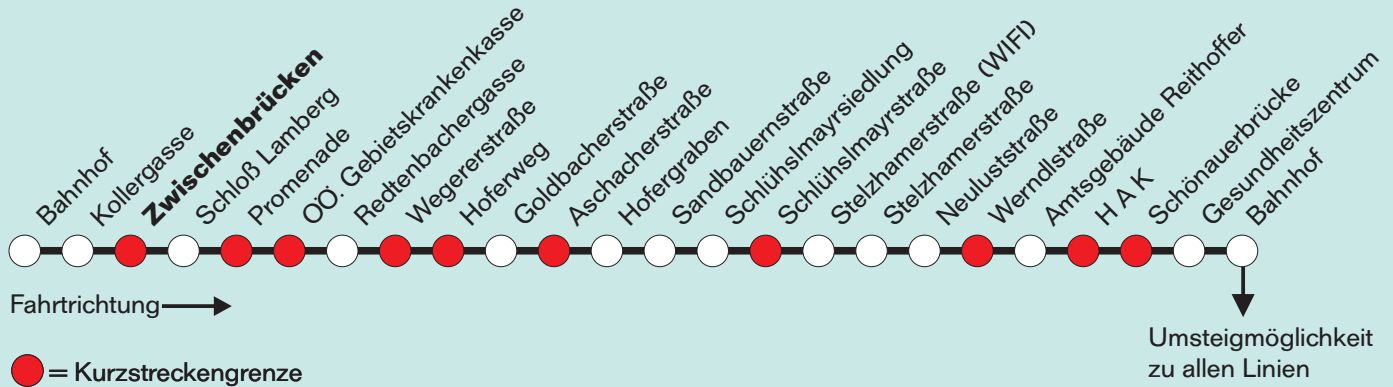 Bahnhof
Kollergasse
Zwischenbrücken
Schloß Lamberg
Promenade
OÖ. Gebietskrankenkasse
Redtenbachergasse
Wegererstraße
Hoferweg
Goldbacherstraße
Aschacherstraße
Hofergraben
Sandbauernstraße
Schlühslmayrsiedlung
Schlühslmayrstraße
Stelzhamerstraße (WIFI)
Stelzhamerstraße
Neuluststraße
Werndlstraße
Amtsgebäude Reithoffer
H A K
Schönauerbrücke
Gesundheitszentrum
Bahnhof
Fahrtrichtung
Umsteigmöglichkeit
zu allen Linien
= Kurzstreckengrenze